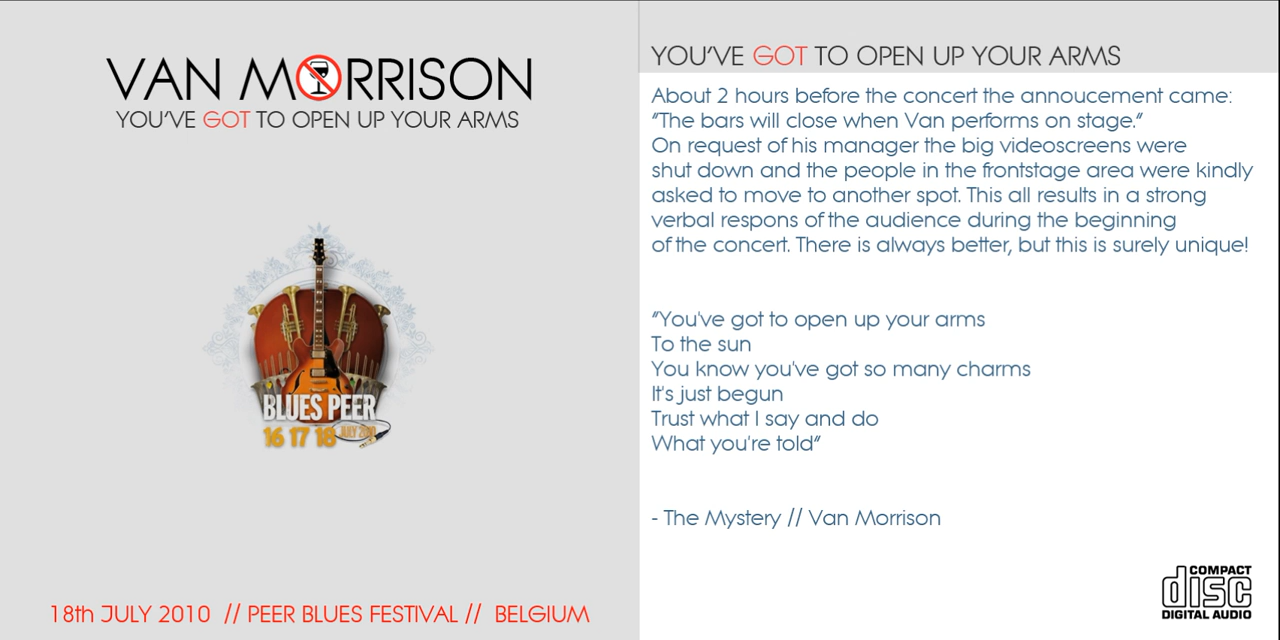 VAN MORRISON
YOU'VE GOT TO OPEN UP YOUR ARMS
BLUES PEER
16 17 18 JULY 2010
18th JULY 2010 // PEER BLUES FESTIVAL // BELGIUM
YOU'VE GOT TO OPEN UP YOUR ARMS
About 2 hours before the concert the annoucement came:
"The bars will close when Van performs on stage."
On request of his manager the big videoscreens were
shut down and the people in the frontstage area were kindly
asked to move to another spot. This all results in a strong
verbal respons of the audience during the beginning
of the concert. There is always better, but this is surely unique!
"You've got to open up your arms
To the sun
You know you've got so many charms
It's just begun
Trust what I say and do
What you're told"
- The Mystery // Van Morrison
COMPACT
disc
DIGITAL AUDIO